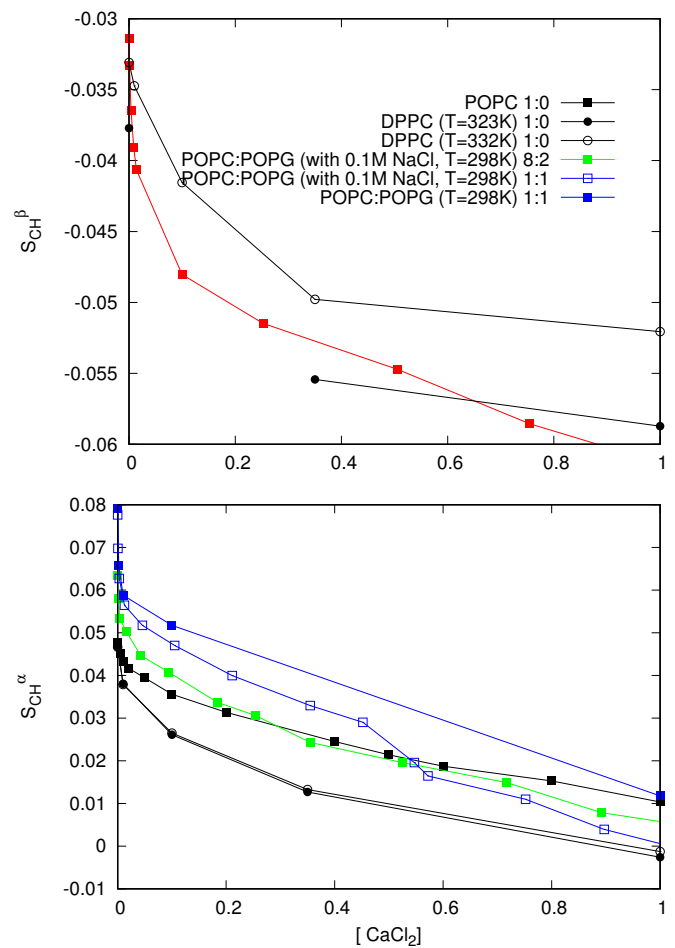 -0.03
-0.035
-0.04
-0.045
-0.05
-0.055
-0.06
S_CH^β
POPC 1:0
DPPC (T=323K) 1:0
DPPC (T=332K) 1:0
POPC:POPG (with 0.1M NaCl, T=298K) 8:2
POPC:POPG (with 0.1M NaCl, T=298K) 1:1
POPC:POPG (T=298K) 1:1
0 0.2 0.4 0.6 0.8 1
0.08
0.07
0.06
0.05
0.04
0.03
0.02
0.01
0
-0.01
S_CH^α
0 0.2 0.4 0.6 0.8 1
[ CaCl₂]